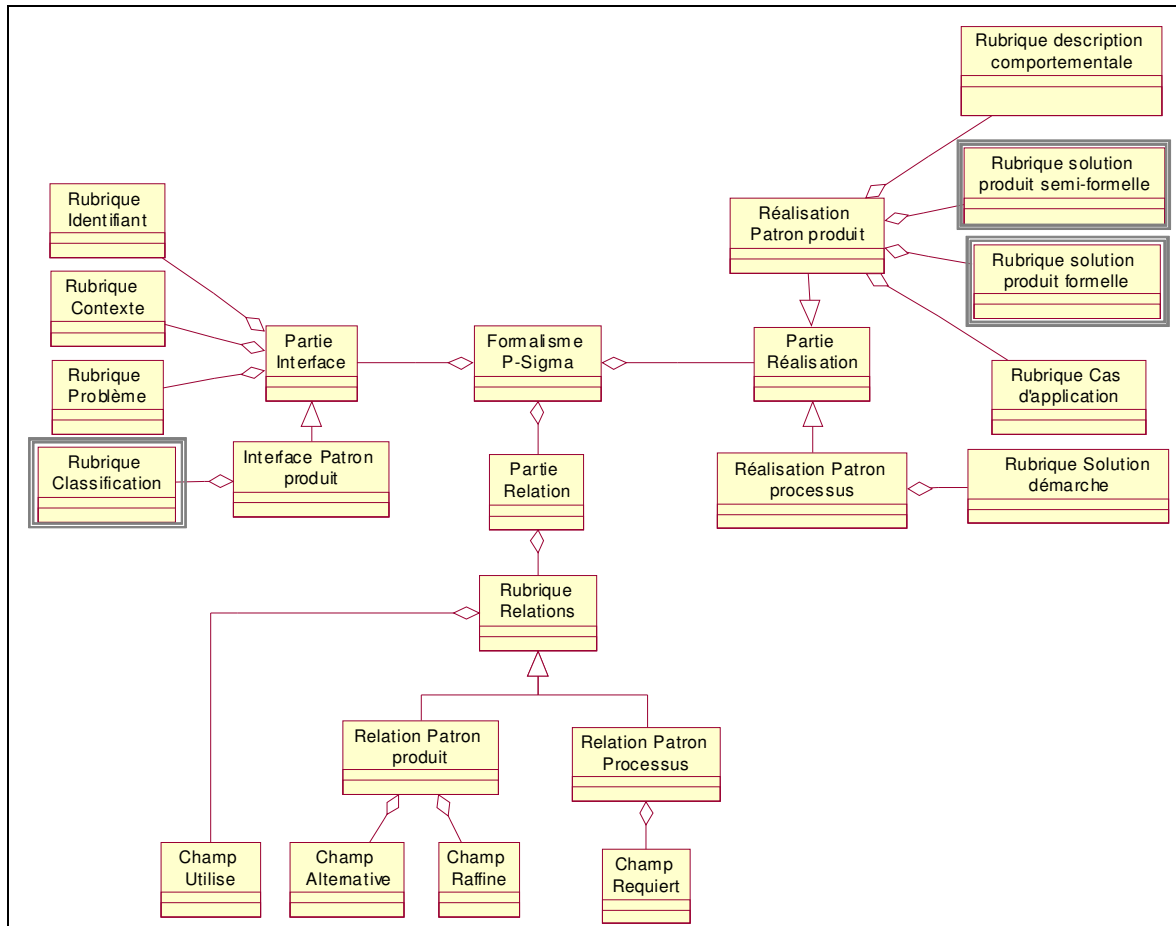 Rubrique description
comportementale
Rubrique solution
produit semi-formelle
Rubrique
Identifiant
Réalisation
Patron produit
Rubrique solution
produit formelle
Rubrique
Contexte
Partie
Interface
Formalisme
P-Sigma
Partie
Réalisation
Rubrique
Problème
Rubrique Cas
d'application
Rubrique
Classification
Interface Patron
produit
Partie
Relation
Réalisation Patron
processus
Rubrique Solution
démarche
Rubrique
Relations
Relation Patron
produit
Relation Patron
Processus
Champ
Utilise
Champ
Alternative
Champ
Raffine
Champ
Requiert